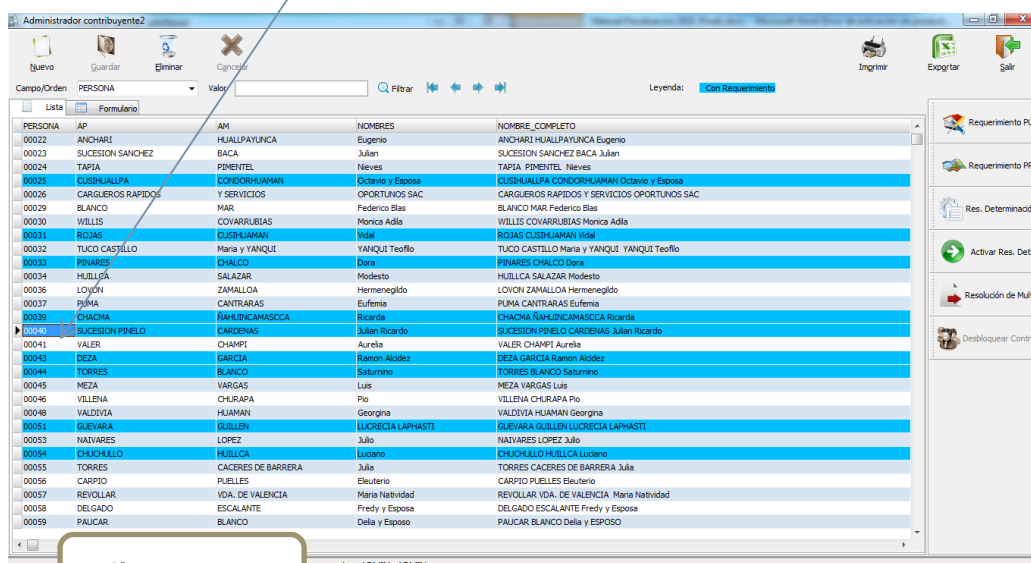 Administrador contribuyente2
Nuevo Guardar Eliminar Cancelar Imprimir Exportar Salir
Campo/Orden PERSONA Valor Filtrar Leyenda: Con Requerimiento
Lista Formulario
PERSONA AP AM NOMBRES NOMBRE_COMPLETO
00022 ANCHARI HUALLPAYUNCA Eugenio ANCHARI HUALLPAYUNCA Eugenio
00023 SUCESION SANCHEZ BACA Julian SUCESION SANCHEZ BACA Julian
00024 TAPIA PIMENTEL Nieves TAPIA PIMENTEL Nieves
00025 CUSIHUALLPA CONDORHUAMAN Octavio y Esposa CUSIHUALLPA CONDORHUAMAN Octavio y Esposa
00026 CARGUEROS RAPIDOS Y SERVICIOS OPORTUNOS SAC CARGUEROS RAPIDOS Y SERVICIOS OPORTUNOS SAC
00029 BLANCO MAR Federico Blas BLANCO MAR Federico Blas
00030 WILLIS COVARRUBIAS Monica Adila WILLIS COVARRUBIAS Monica Adila
00031 ROJAS CUSIHUAMAN Vidal ROJAS CUSIHUAMAN Vidal
00032 TUCO CASTILLO Maria y YANQUI YANQUI Teofilo TUCO CASTILLO Maria y YANQUI YANQUI Teofilo
00033 PINARES CHALCO Dora PINARES CHALCO Dora
00034 HUILLCA SALAZAR Modesto HUILLCA SALAZAR Modesto
00036 LOVON ZAMALLOA Hermenegildo LOVON ZAMALLOA Hermenegildo
00037 PUMA CANTRARAS Eufemia PUMA CANTRARAS Eufemia
00039 CHACMA ÑAHUINCAMASCCA Ricarda CHACMA ÑAHUINCAMASCCA Ricarda
00040 SUCESION PINELO CARDENAS Julian Ricardo SUCESION PINELO CARDENAS Julian Ricardo
00041 VALER CHAMPI Aurelia VALER CHAMPI Aurelia
00043 DEZA GARCIA Ramon Alcidez DEZA GARCIA Ramon Alcidez
00044 TORRES BLANCO Saturnino TORRES BLANCO Saturnino
00045 MEZA VARGAS Luis MEZA VARGAS Luis
00046 VILLENA CHURAPA Pio VILLENA CHURAPA Pio
00048 VALDIVIA HUAMAN Georgina VALDIVIA HUAMAN Georgina
00051 GUEVARA GUILLEN LUCRECIA LAPHASTI GUEVARA GUILLEN LUCRECIA LAPHASTI
00053 NAIVARES LOPEZ Julio NAIVARES LOPEZ Julio
00054 CHUCHULLO HUILLCA Luciano CHUCHULLO HUILLCA Luciano
00055 TORRES CACERES DE BARRERA Julia TORRES CACERES DE BARRERA Julia
00056 CARPIO PUELLES Eleuterio CARPIO PUELLES Eleuterio
00057 REVOLLAR VDA. DE VALENCIA Maria Natividad REVOLLAR VDA. DE VALENCIA Maria Natividad
00058 DELGADO ESCALANTE Fredy y Esposa DELGADO ESCALANTE Fredy y Esposa
00059 PAUCAR BLANCO Delia y Esposo PAUCAR BLANCO Delia y ESPOSO
Requerimiento PU
Requerimiento PR
Res. Determinació
Activar Res. Det
Resolución de Mul
Desbloquear Contr